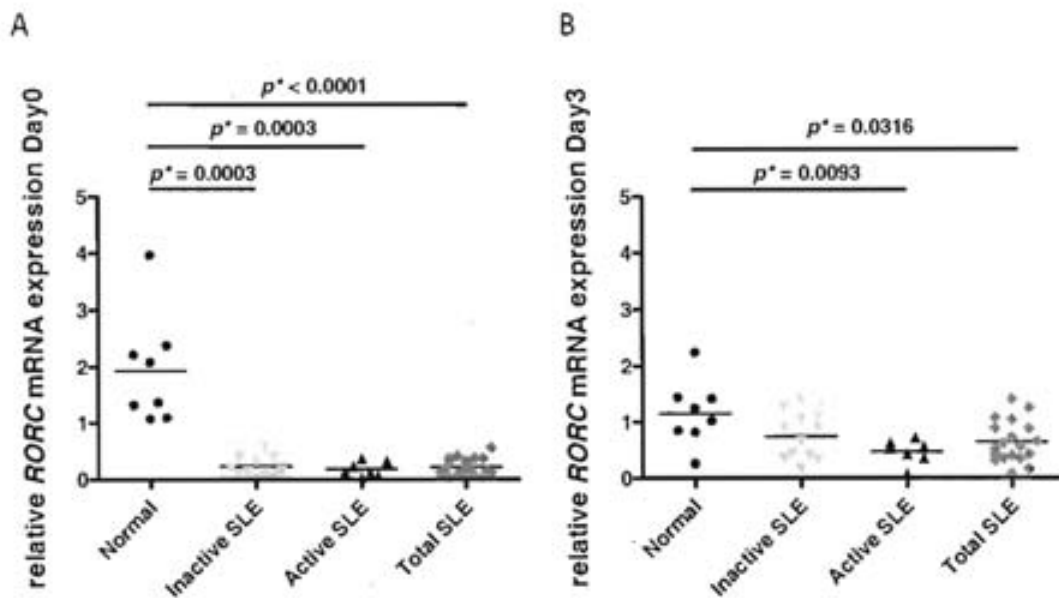 A
relative RORC mRNA expression Day0
p* < 0.0001
p* = 0.0003
p* = 0.0003
5
4
3
2
1
0
Normal
Inactive SLE
Active SLE
Total SLE
B
relative RORC mRNA expression Day3
p* = 0.0316
p* = 0.0093
5
4
3
2
1
0
Normal
Inactive SLE
Active SLE
Total SLE